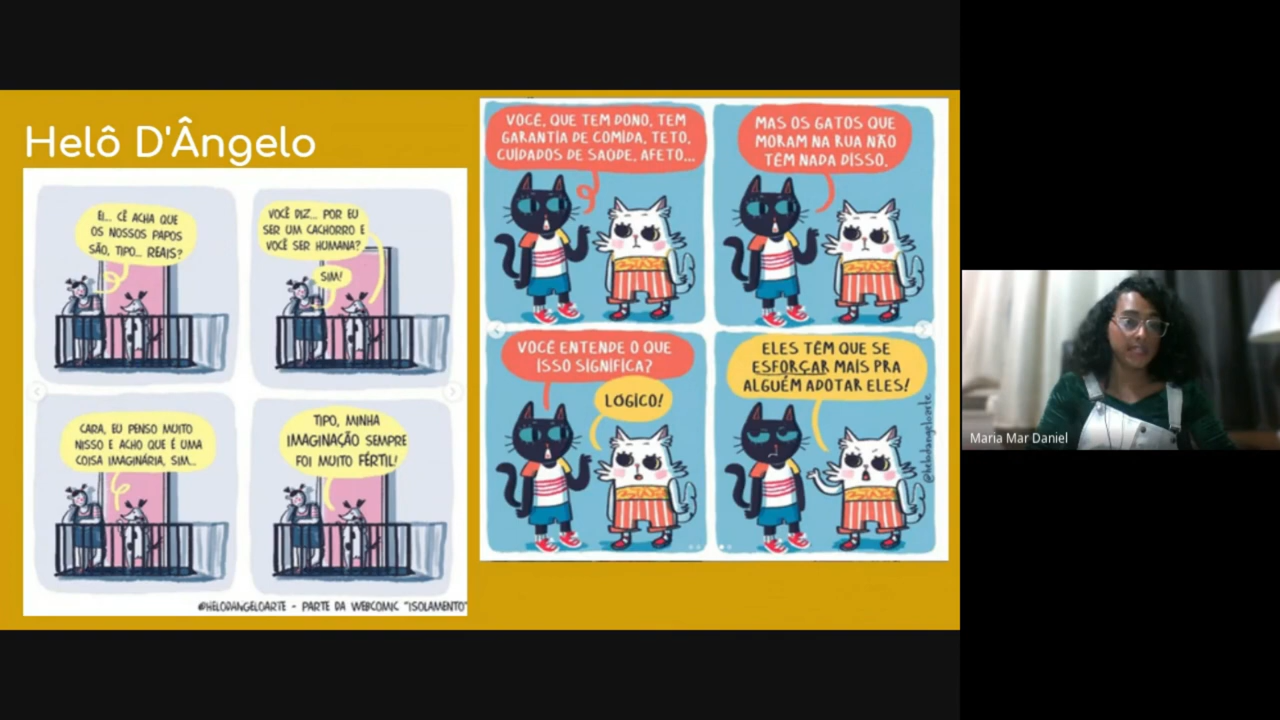 Helô D'Ângelo
EI... CÊ ACHA QUE
OS NOSSOS PAPOS
SÃO, TIPO... REAIS?
VOCÊ DIZ... POR EU
SER UM CACHORRO E
VOCÊ SER HUMANA?
SIM!
CARA, EU PENSO MUITO
NISSO E ACHO QUE É UMA
COISA IMAGINÁRIA, SIM...
TIPO, MINHA
IMAGINAÇÃO SEMPRE
FOI MUITO FÉRTIL!
@HELODANGELOARTE - PARTE DA WEBCOMIC "ISOLAMENTO"
VOCÊ, QUE TEM DONO, TEM
GARANTIA DE COMIDA, TETO,
CUIDADOS DE SAÚDE, AFETO...
MAS OS GATOS QUE
MORAM NA RUA NÃO
TÊM NADA DISSO.
VOCÊ ENTENDE O QUE
ISSO SIGNIFICA?
LÓGICO!
ELES TÊM QUE SE
ESFORÇAR MAIS PRA
ALGUÉM ADOTAR ELES!
@helodangeloarte
Maria Mar Daniel